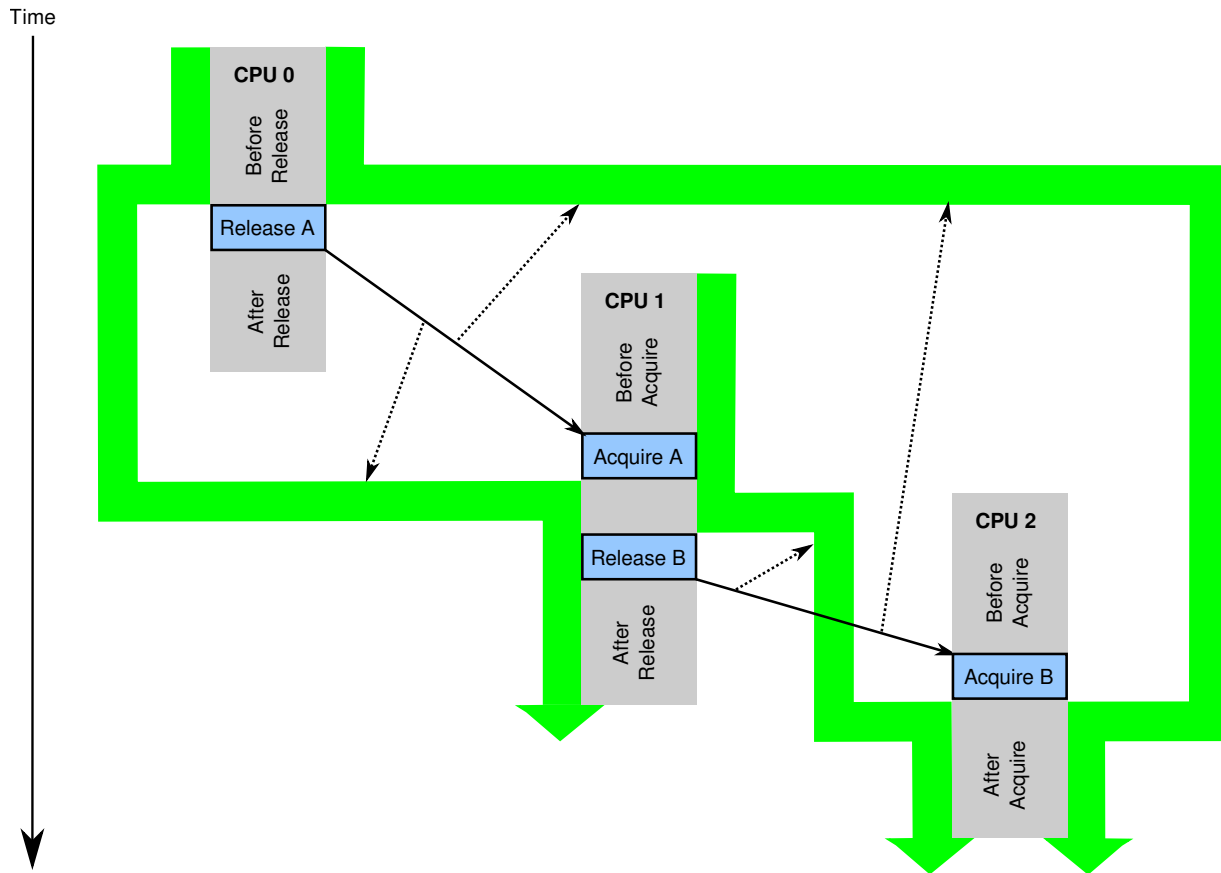 Time
CPU 0
Before
Release
Release A
After
Release
CPU 1
Before
Acquire
Acquire A
Release B
After
Release
CPU 2
Before
Acquire
Acquire B
After
Acquire